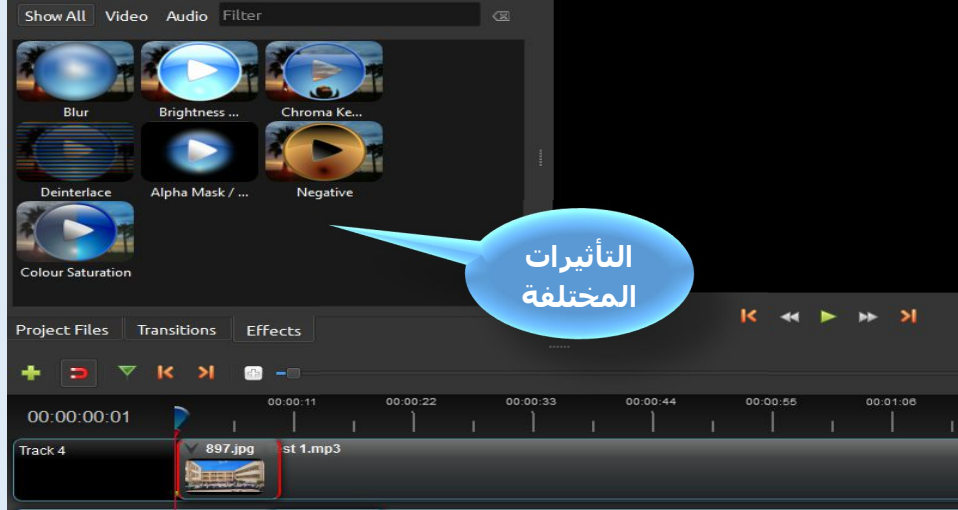 Show All Video Audio Filter
Blur Brightness ... Chroma Ke...
Deinterlace Alpha Mask / ... Negative
Colour Saturation
التأثيرات
المختلفة
Project Files Transitions Effects
00:00:11 00:00:22 00:00:33 00:00:44 00:00:55 00:01:06
00:00:00:01
Track 4 897.jpg st 1.mp3